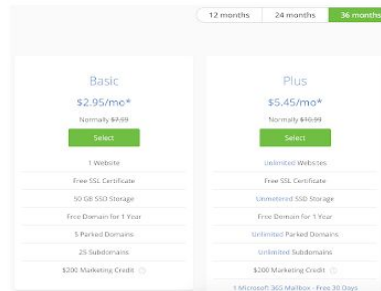 12 months 24 months 36 months
Basic
$2.95/mo*
Normally $7.99
Select
1 Website
Free SSL Certificate
50 GB SSD Storage
Free Domain for 1 Year
5 Parked Domains
25 Subdomains
$200 Marketing Credit
Plus
$5.45/mo*
Normally $10.99
Select
Unlimited Websites
Free SSL Certificate
Unmetered SSD Storage
Free Domain for 1 Year
Unlimited Parked Domains
Unlimited Subdomains
$200 Marketing Credit
1 Microsoft 365 Mailbox - Free 30 Days